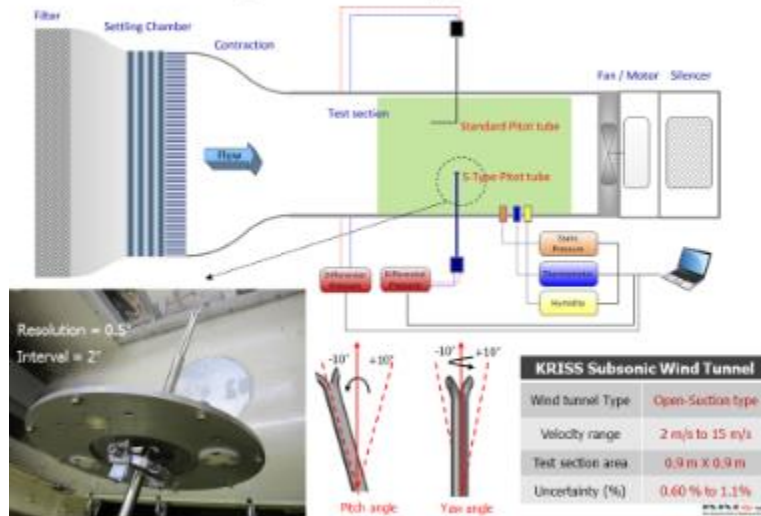 Filter
Settling Chamber
Contraction
Fan / Motor
Silencer
Test section
Standard Pitot tube
Flow
S-Type Pitot tube
Differential Pressure
Differential Pressure
Static
Pressure
Thermometer
Humidity
Resolution = 0.5°
Interval = 2°
-10°
+10°
-10°
+10°
Pitch angle
Yaw angle
KRISS Subsonic Wind Tunnel
Wind tunnel Type Open-Suction type
Velocity range 2 m/s to 15 m/s
Test section area 0.9 m X 0.9 m
Uncertainty (%) 0.60 % to 1.1%